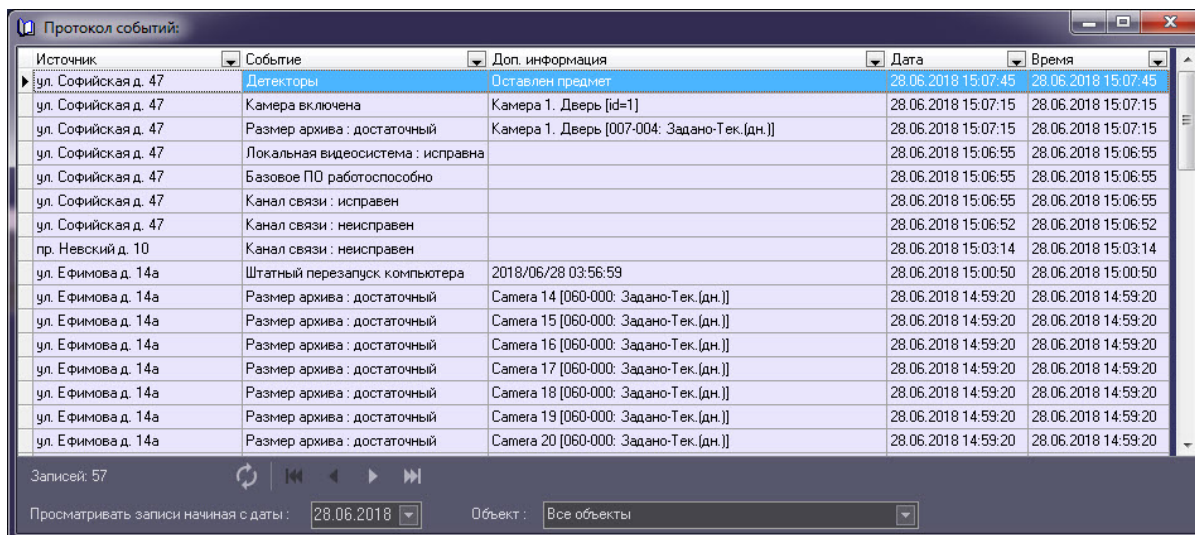 Протокол событий:
Источник Событие Доп. информация Дата Время
ул. Софийская д. 47 Детекторы Оставлен предмет 28.06.2018 15:07:45 28.06.2018 15:07:45
ул. Софийская д. 47 Камера включена Камера 1. Дверь [id=1] 28.06.2018 15:07:15 28.06.2018 15:07:15
ул. Софийская д. 47 Размер архива : достаточный Камера 1. Дверь [007-004: Задано-Тек.(дн.)] 28.06.2018 15:07:15 28.06.2018 15:07:15
ул. Софийская д. 47 Локальная видеосистема : исправна 28.06.2018 15:06:55 28.06.2018 15:06:55
ул. Софийская д. 47 Базовое ПО работоспособно 28.06.2018 15:06:55 28.06.2018 15:06:55
ул. Софийская д. 47 Канал связи : исправен 28.06.2018 15:06:55 28.06.2018 15:06:55
ул. Софийская д. 47 Канал связи : неисправен 28.06.2018 15:06:52 28.06.2018 15:06:52
пр. Невский д. 10 Канал связи : неисправен 28.06.2018 15:03:14 28.06.2018 15:03:14
ул. Ефимова д. 14а Штатный перезапуск компьютера 2018/06/28 03:56:59 28.06.2018 15:00:50 28.06.2018 15:00:50
ул. Ефимова д. 14а Размер архива : достаточный Camera 14 [060-000: Задано-Тек.(дн.)] 28.06.2018 14:59:20 28.06.2018 14:59:20
ул. Ефимова д. 14а Размер архива : достаточный Camera 15 [060-000: Задано-Тек.(дн.)] 28.06.2018 14:59:20 28.06.2018 14:59:20
ул. Ефимова д. 14а Размер архива : достаточный Camera 16 [060-000: Задано-Тек.(дн.)] 28.06.2018 14:59:20 28.06.2018 14:59:20
ул. Ефимова д. 14а Размер архива : достаточный Camera 17 [060-000: Задано-Тек.(дн.)] 28.06.2018 14:59:20 28.06.2018 14:59:20
ул. Ефимова д. 14а Размер архива : достаточный Camera 18 [060-000: Задано-Тек.(дн.)] 28.06.2018 14:59:20 28.06.2018 14:59:20
ул. Ефимова д. 14а Размер архива : достаточный Camera 19 [060-000: Задано-Тек.(дн.)] 28.06.2018 14:59:20 28.06.2018 14:59:20
ул. Ефимова д. 14а Размер архива : достаточный Camera 20 [060-000: Задано-Тек.(дн.)] 28.06.2018 14:59:20 28.06.2018 14:59:20
Записей: 57
Просматривать записи начиная с даты : 28.06.2018 Объект : Все объекты